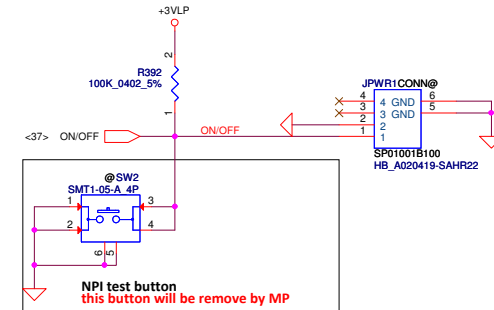 +3VLP
2
R392
100K_0402_5%
1
JPWR1CONN@
4 4 GND 6
3 3 GND 5
2 2
1 1
<37> ON/OFF ON/OFF
SP01001B100
HB_A020419-SAHR22
@SW2
SMT1-05-A_4P
1 3
2 4
6 5
NPI test button
this button will be remove by MP